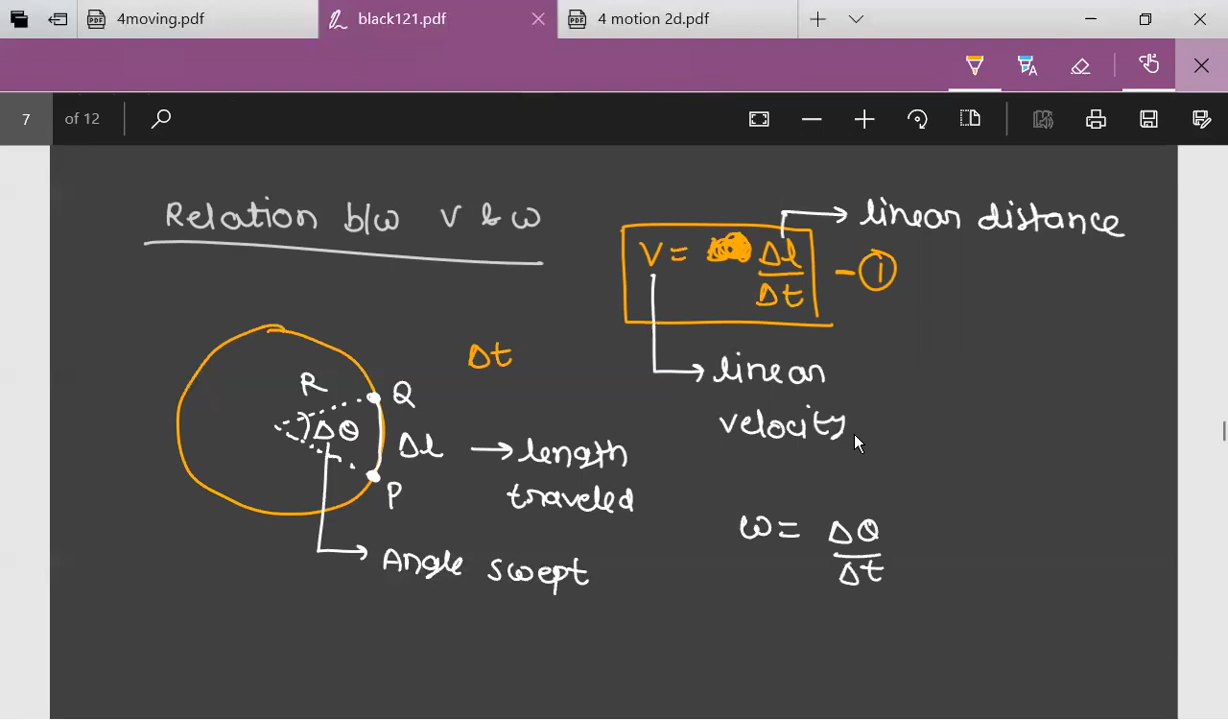 4moving.pdf
black121.pdf
4 motion 2d.pdf
7 of 12
Relation b/ω V & ω
V = Δl/Δt - ①
linear distance
linear velocity
Δt
R
Q
Δθ
Δl → length traveled
P
Angle swept
ω = Δθ/Δt